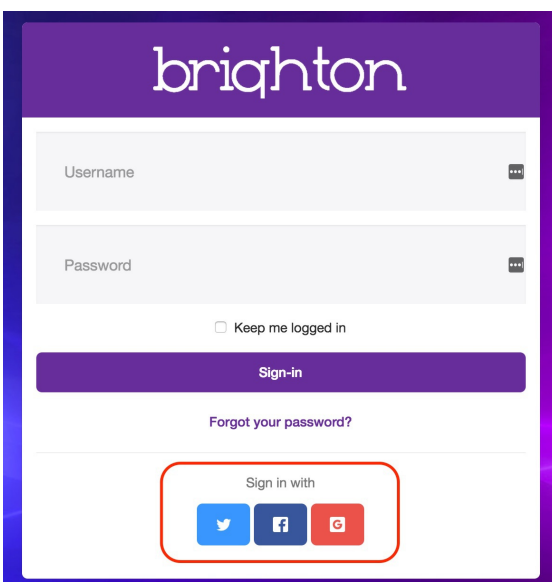 brighton
Username
Password
Keep me logged in
Sign-in
Forgot your password?
Sign in with